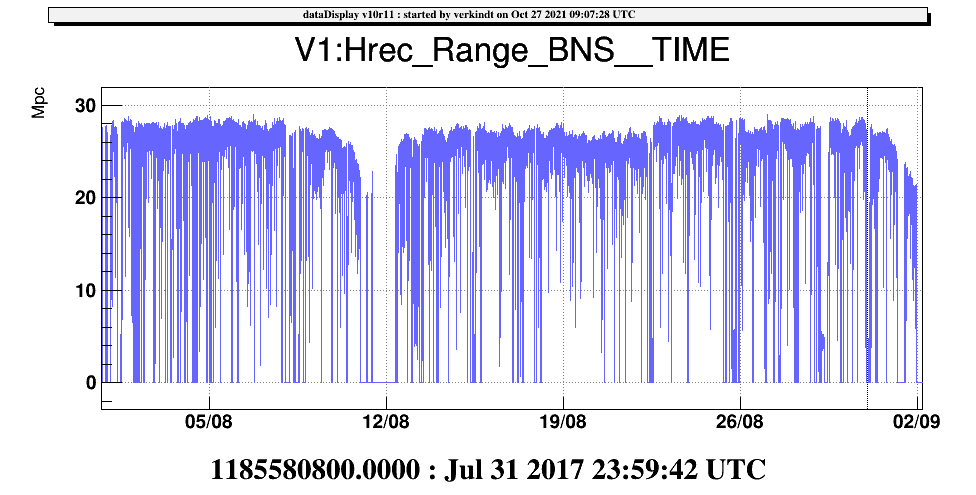 dataDisplay v10r11 : started by verkindt on Oct 27 2021 09:07:28 UTC
V1:Hrec_Range_BNS__TIME
Mpc
30
20
10
0
05/08 12/08 19/08 26/08 02/09
1185580800.0000 : Jul 31 2017 23:59:42 UTC